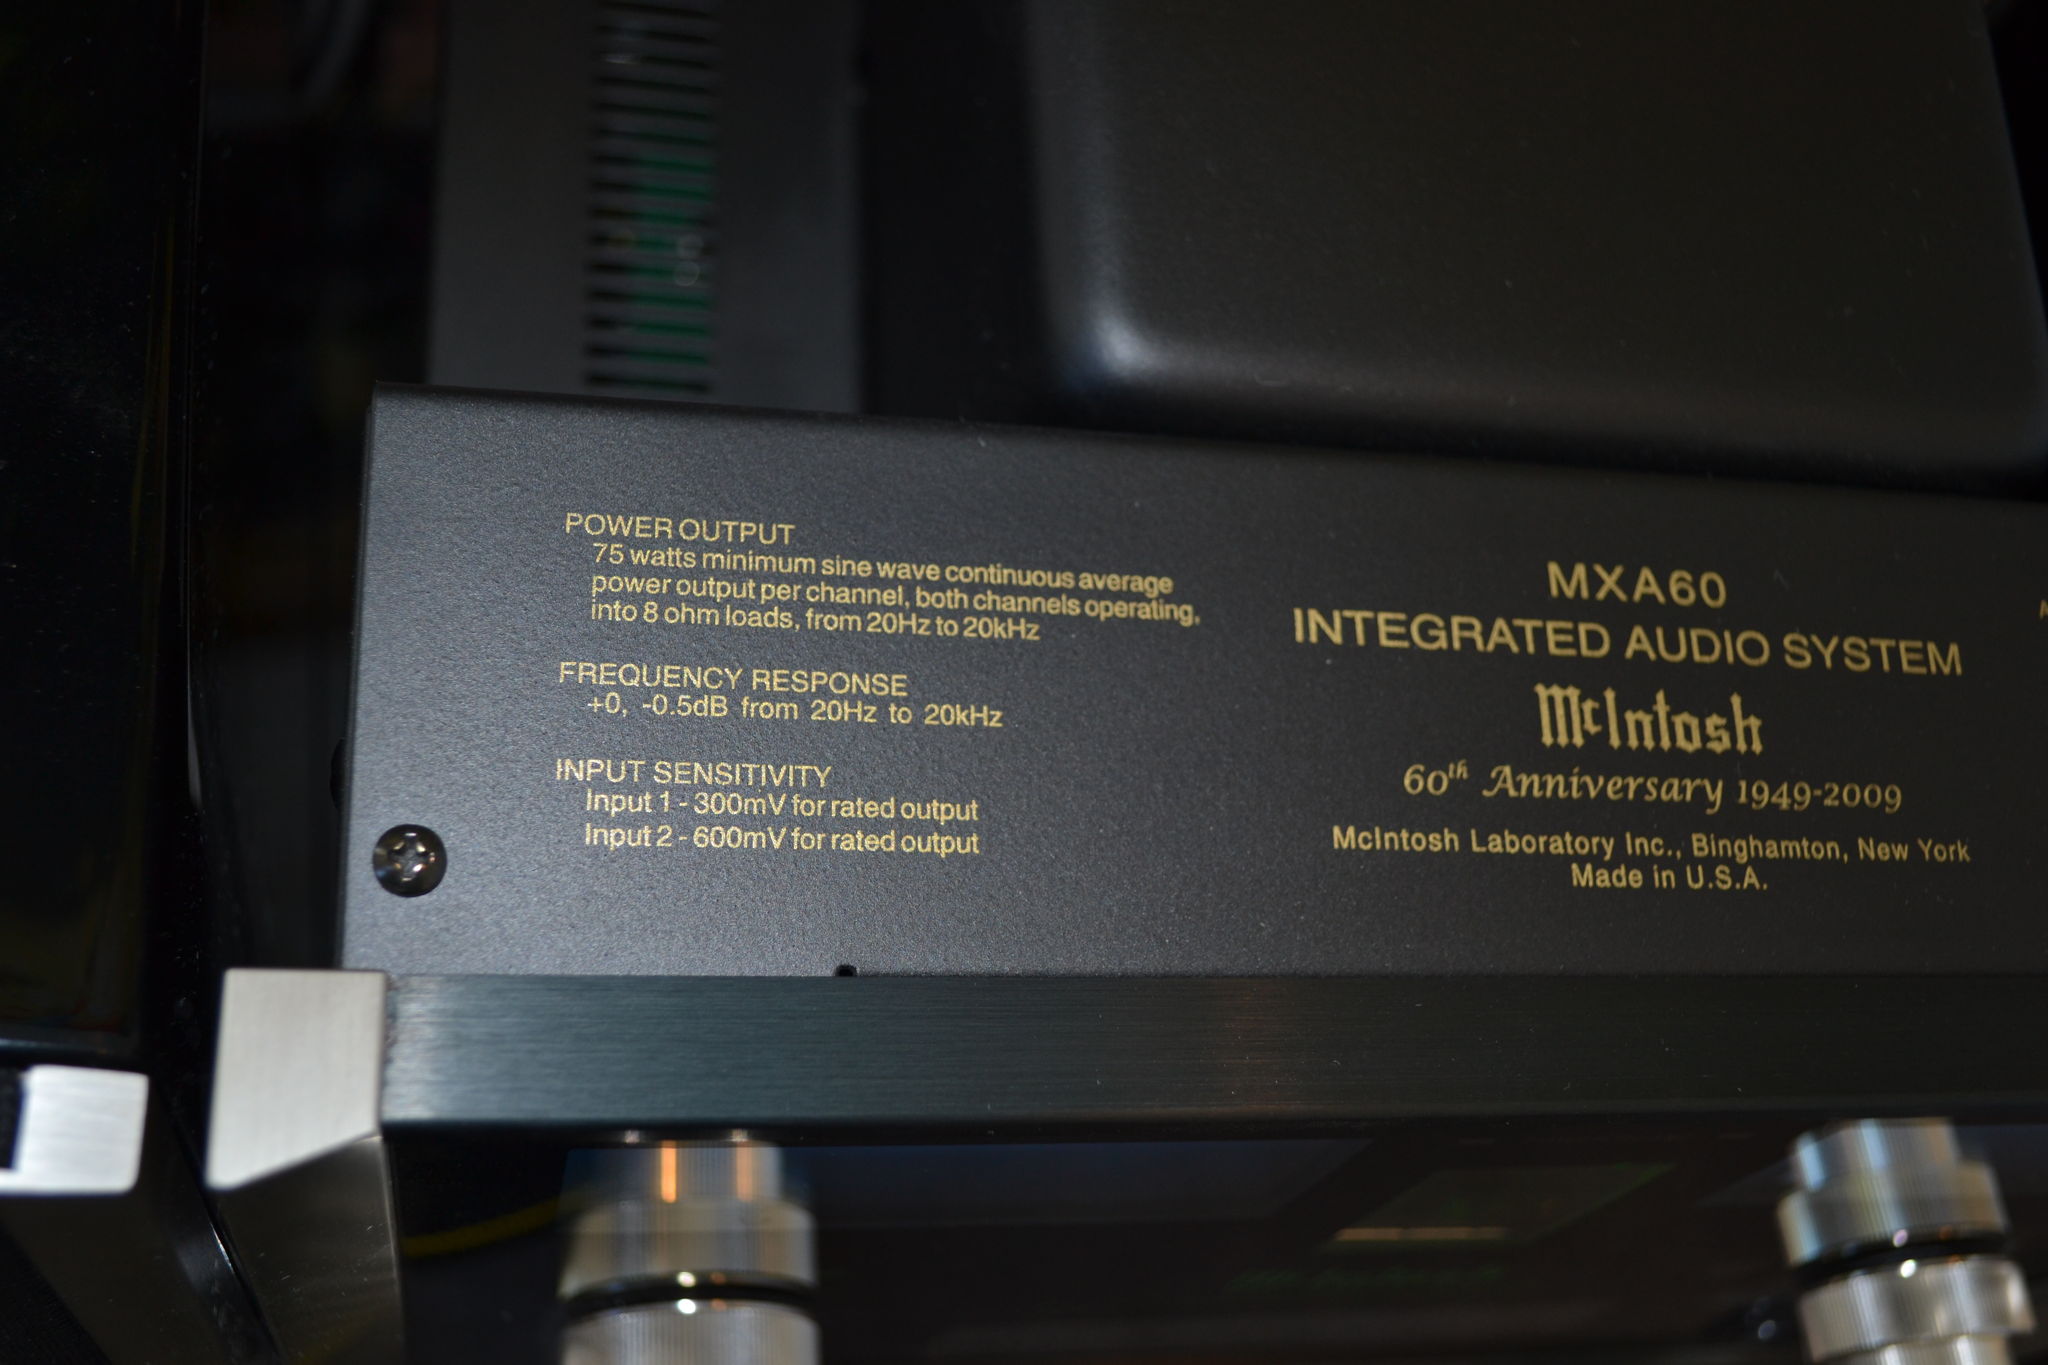 POWER OUTPUT
75 watts minimum sine wave continuous average
power output per channel, both channels operating,
into 8 ohm loads, from 20Hz to 20kHz
FREQUENCY RESPONSE
+0, -0.5dB from 20Hz to 20kHz
INPUT SENSITIVITY
Input 1 - 300mV for rated output
Input 2 - 600mV for rated output
MXA60
INTEGRATED AUDIO SYSTEM
McIntosh
60th Anniversary 1949-2009
McIntosh Laboratory Inc., Binghamton, New York
Made in U.S.A.